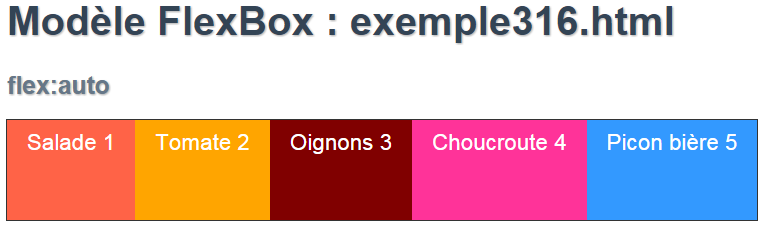 Modèle FlexBox : exemple316.html
flex:auto
Salade 1 Tomate 2 Oignons 3 Choucroute 4 Picon bière 5